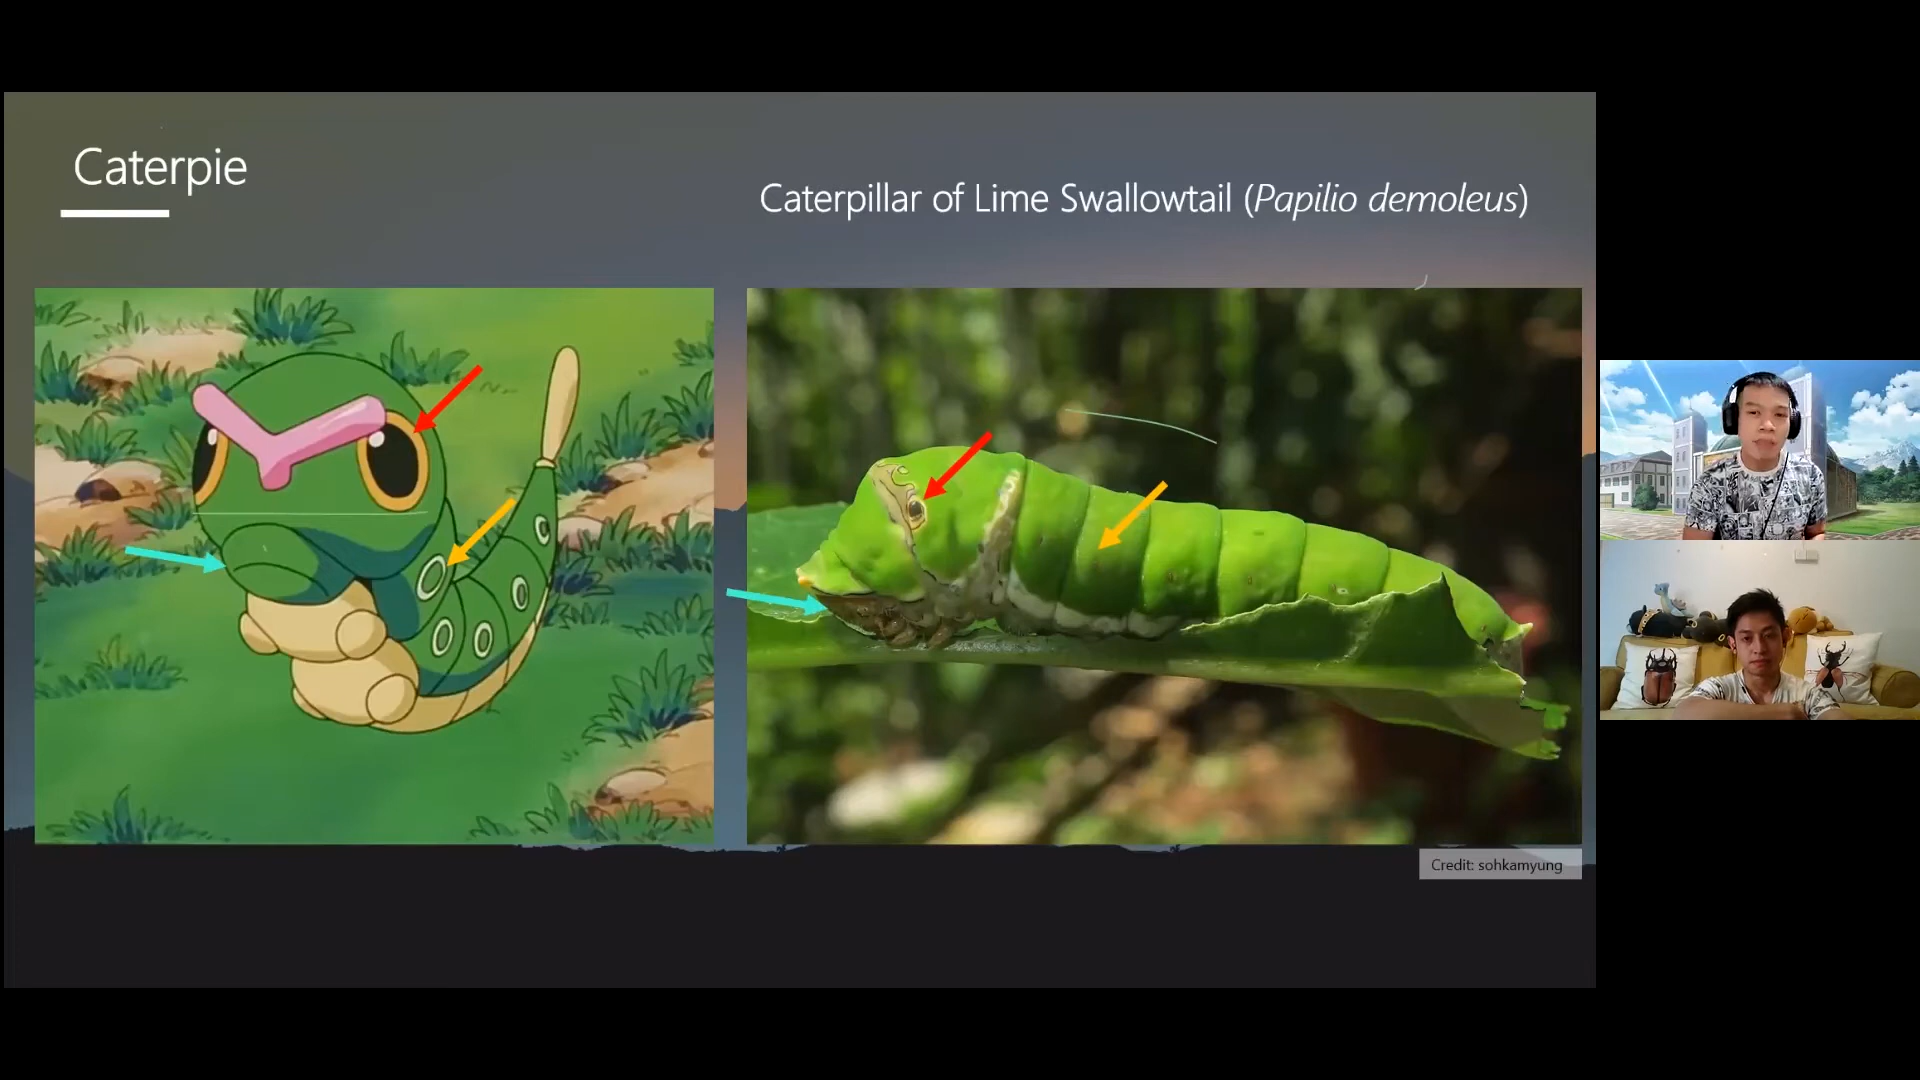 Caterpie
Caterpillar of Lime Swallowtail (Papilio demoleus)
Credit: sohkamyung